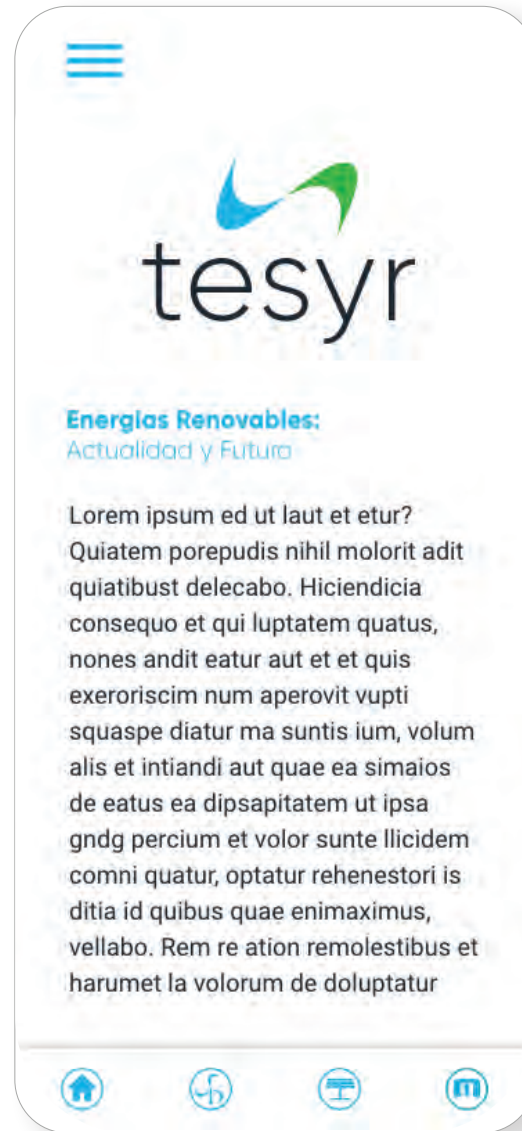 tesyr
Energias Renovables:
Actualidad y Futuro
Lorem ipsum ed ut laut et etur?
Quiatem porepudis nihil molorit adit
quiatibust delecabo. Hiciendicia
consequo et qui luptatem quatus,
nones andit eatur aut et et quis
exeroriscim num aperovit vupti
squaspe diatur ma suntis ium, volum
alis et intiandi aut quae ea simaios
de eatus ea dipsapitatem ut ipsa
gndg percium et volor sunte llicidem
comni quatur, optatur rehenestori is
ditia id quibus quae enimaximus,
vellabo. Rem re ation remolestibus et
harumet la volorum de doluptatur